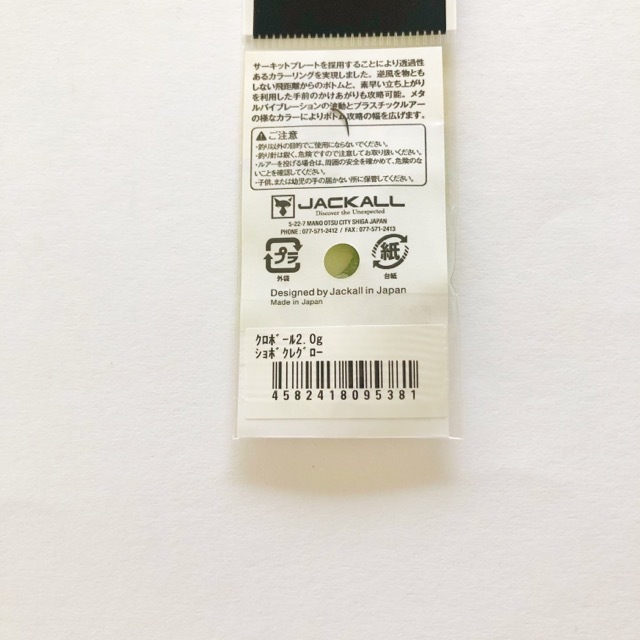 サーキットプレートを採用することにより透過性
あるカラーリングを実現しました。逆風を物とも
しない飛距離からのボトムと、素早い立ち上がり
を利用した手前のかけあがりも攻略可能。メタ
ルバイブレーションの波動とプラスチックルアー
の様なカラーによりボトム攻略の幅を広げます。
ご注意
・釣り以外の目的でご使用にならないでください。
・釣り針は鋭く、危険ですので注意してお取り扱いください。
・ルアーを投げる場合は、周囲の安全を確かめて、危険のな
いことを確認してください。
・子供、または幼児の手の届かない所に保管してください。
JACKALL
Discover the Unexpected
5-22-7 MANO OTSU CITY SHIGA JAPAN
PHONE : 077-571-2412 / FAX : 077-571-2413
プラ
外袋
紙
台紙
Designed by Jackall in Japan
Made in Japan
ｸﾛﾎﾞｰﾙ2.0g
ｼｮﾎﾞｸﾚｸﾞﾛｰ
4582418095381